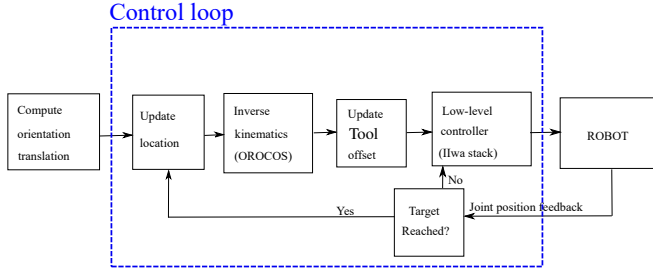 Control loop
Compute
orientation
translation
Update
location
Inverse
kinematics
(OROCOS)
Update
Tool
offset
Low-level
controller
(IIwa stack)
ROBOT
No
Yes
Target
Reached?
Joint position feedback